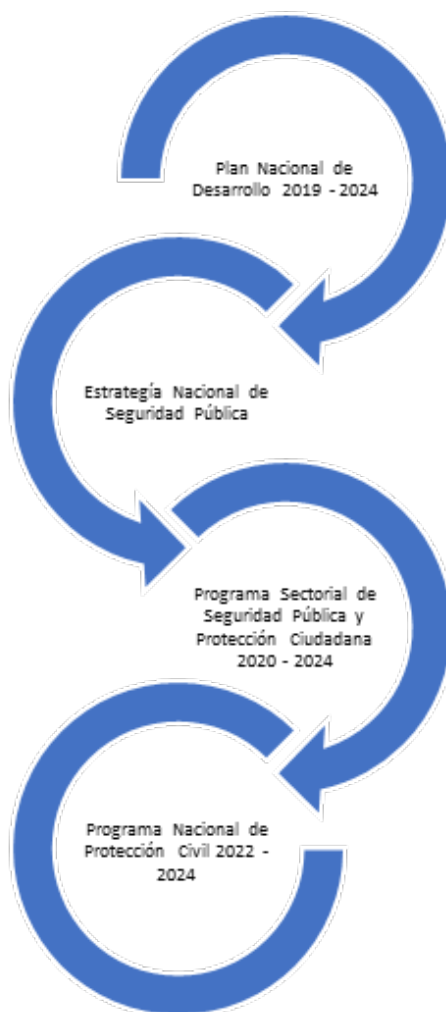 Plan Nacional de
Desarrollo 2019 - 2024
Estrategía Nacional de
Seguridad Pública
Programa Sectorial de
Seguridad Pública y
Protección Ciudadana
2020 - 2024
Programa Nacional de
Protección Civil 2022 -
2024